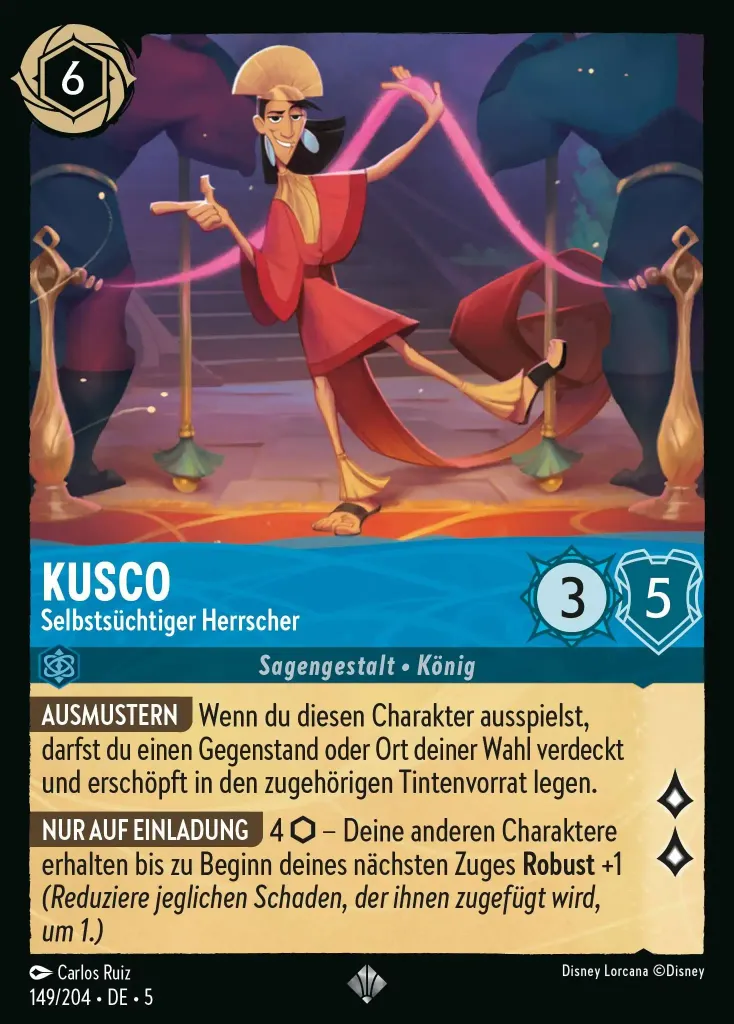 6
KUSCO
Selbstsüchtiger Herrscher
3
5
Sagengestalt • König
AUSMUSTERN Wenn du diesen Charakter ausspielst,
darfst du einen Gegenstand oder Ort deiner Wahl verdeckt
und erschöpft in den zugehörigen Tintenvorrat legen.
NUR AUF EINLADUNG 4 ⬡ – Deine anderen Charaktere
erhalten bis zu Beginn deines nächsten Zuges Robust +1
(Reduziere jeglichen Schaden, der ihnen zugefügt wird,
um 1.)
Carlos Ruiz
Disney Lorcana ©Disney
149/204 • DE • 5